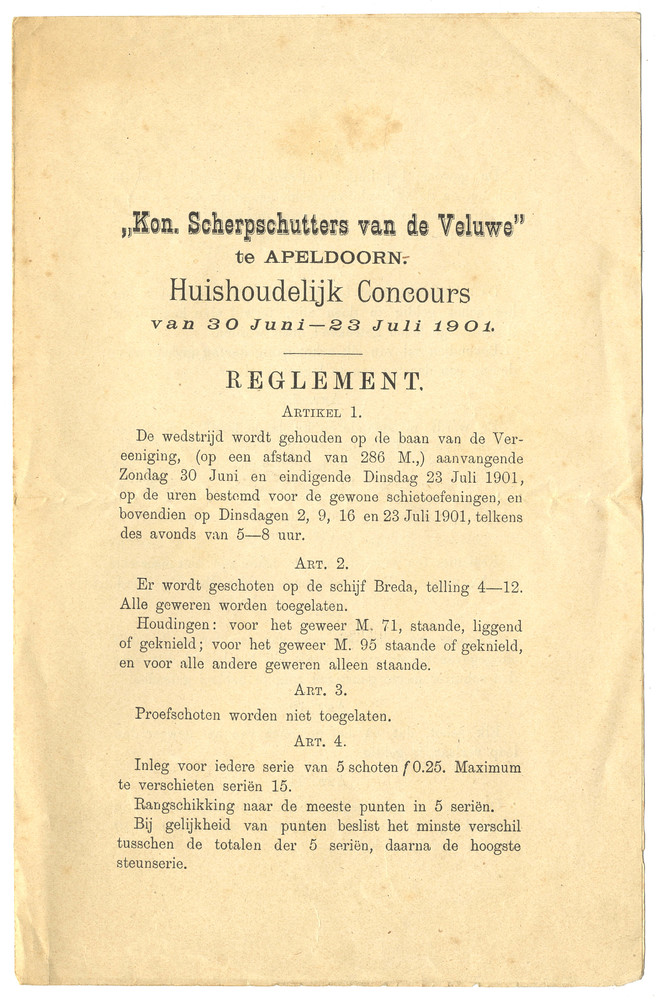 „Kon. Scherpschutters van de Veluwe”
te APELDOORN.
Huishoudelijk Concours
van 30 Juni—23 Juli 1901.
REGLEMENT.
ARTIKEL 1.
De wedstrijd wordt gehouden op de baan van de Ver-
eeniging, (op een afstand van 286 M.,) aanvangende
Zondag 30 Juni en eindigende Dinsdag 23 Juli 1901,
op de uren bestemd voor de gewone schietoefeningen, en
bovendien op Dinsdagen 2, 9, 16 en 23 Juli 1901, telkens
des avonds van 5—8 uur.
ART. 2.
Er wordt geschoten op de schijf Breda, telling 4—12.
Alle geweren worden toegelaten.
Houdingen: voor het geweer M. 71, staande, liggend
of geknield; voor het geweer M. 95 staande of geknield,
en voor alle andere geweren alleen staande.
ART. 3.
Proefschoten worden niet toegelaten.
ART. 4.
Inleg voor iedere serie van 5 schoten f 0.25. Maximum
te verschieten seriën 15.
Rangschikking naar de meeste punten in 5 seriën.
Bij gelijkheid van punten beslist het minste verschil
tusschen de totalen der 5 seriën, daarna de hoogste
steunserie.